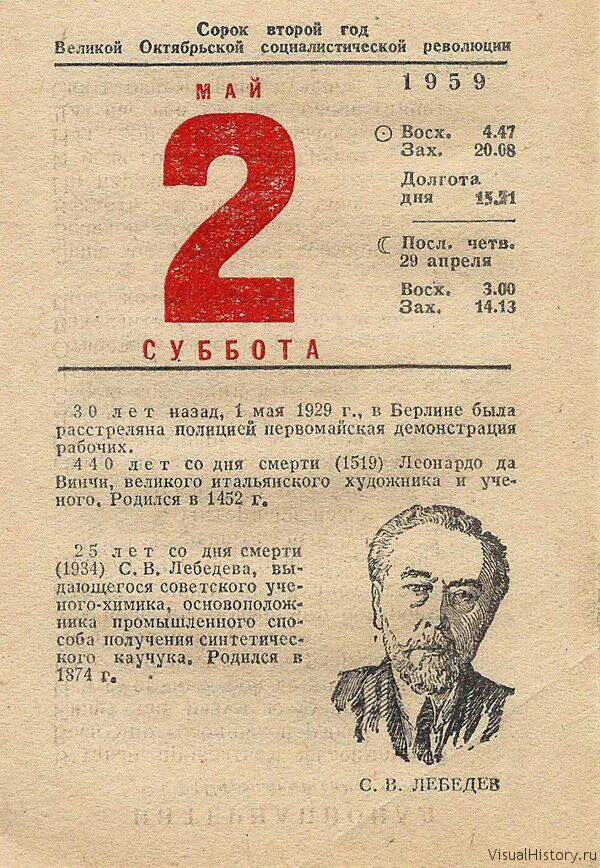 Сорок второй год
Великой Октябрьской социалистической революции
МАЙ
1959
2
СУББОТА
Восх. 4.47
Зах. 20.08
Долгота
дня 15.21
Посл. четв.
29 апреля
Восх. 3.00
Зах. 14.13
30 лет назад, 1 мая 1929 г., в Берлине была
расстреляна полицией первомайская демонстрация
рабочих.
440 лет со дня смерти (1519) Леонардо да
Винчи, великого итальянского художника и уче-
ного. Родился в 1452 г.
25 лет со дня смерти
(1934) С. В. Лебедева, вы-
дающегося советского уче-
ного-химика, основополож-
ника промышленного спо-
соба получения синтетичес-
кого каучука. Родился в
1874 г.
С. В. ЛЕБЕДЕВ
VisualHistory.ru